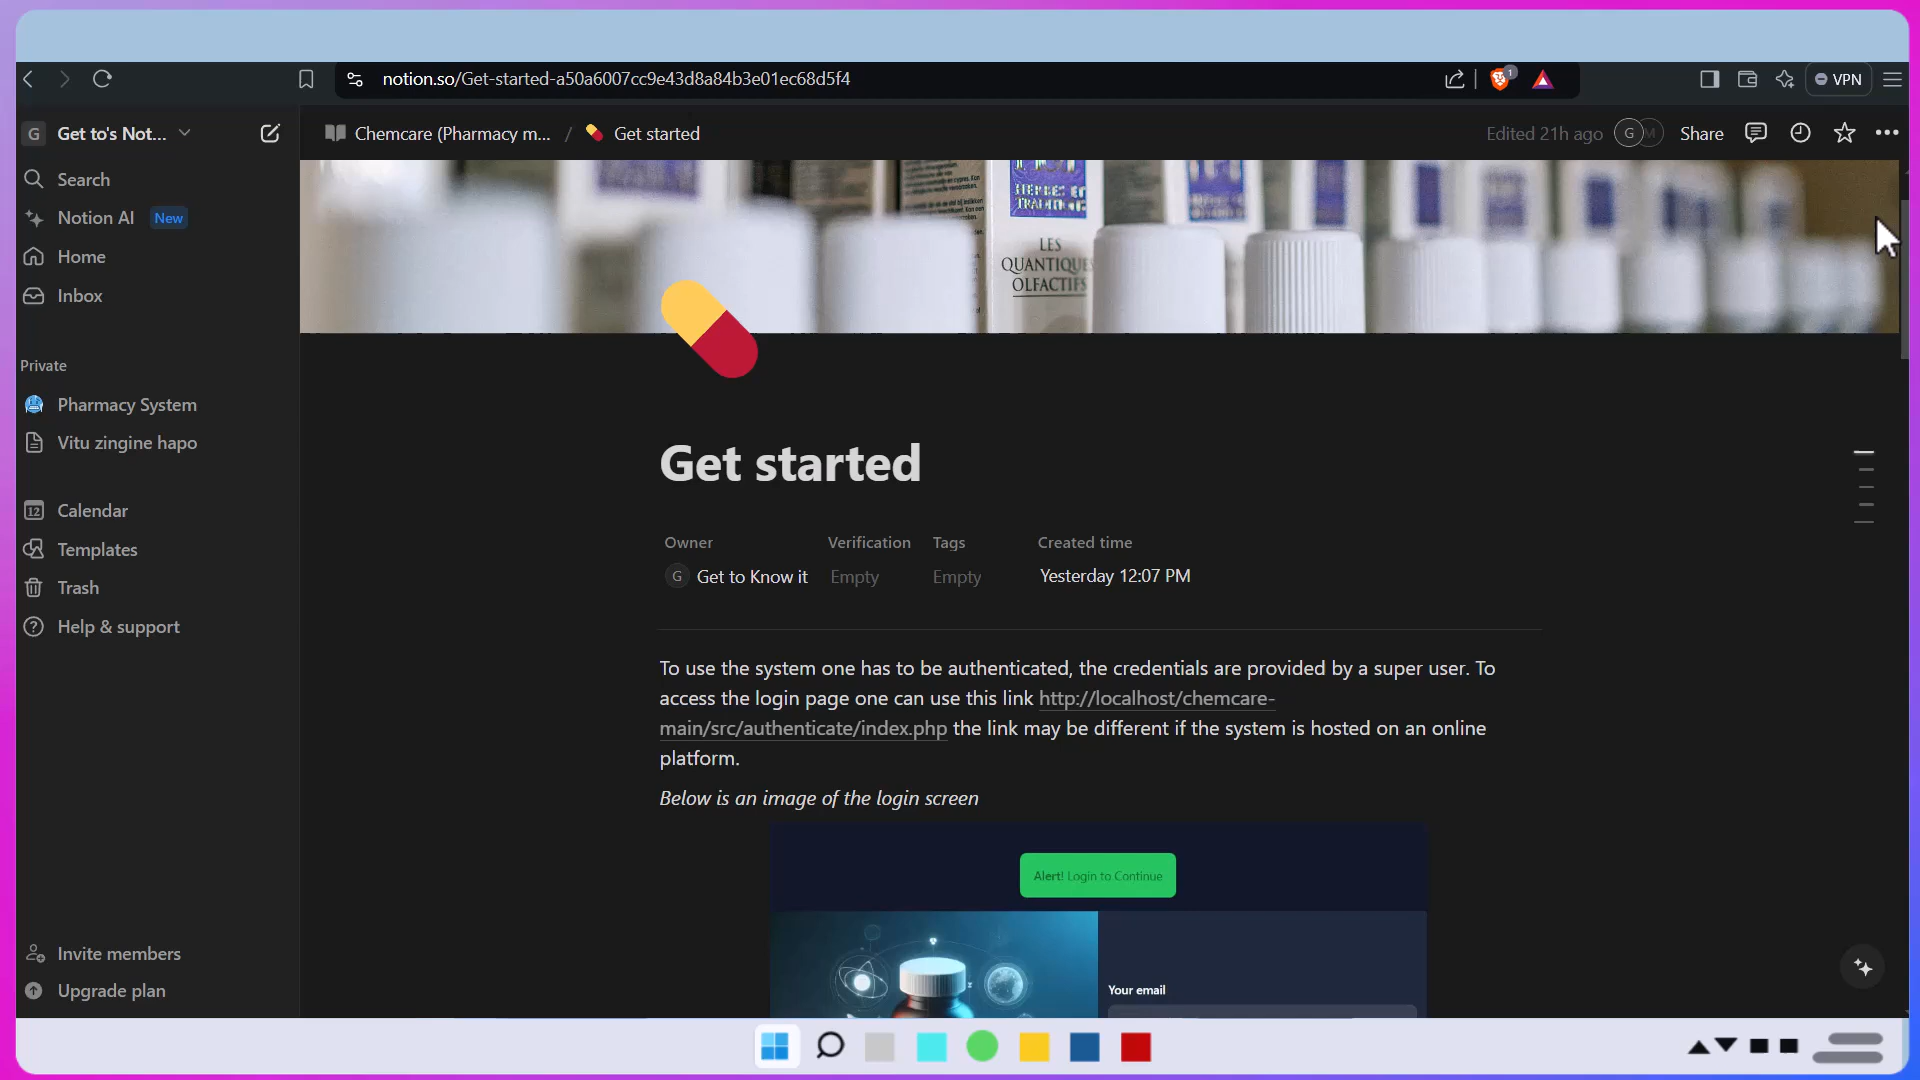 notion.so/Get-started-a50a6007cc9e43d8a84b3e01ec68d5f4
1
VPN
G
Get to's Not...
Chemcare (Pharmacy m... / Get started
Edited 21h ago
G
M
Share
Search
Notion AI New
Home
Inbox
Private
Pharmacy System
Vitu zingine hapo
12
Calendar
Templates
Trash
Help & support
Invite members
Upgrade plan
HERBES ET
TRADITIONS
LES
QUANTIQUES
OLFACTIFS
Get started
Owner Verification Tags Created time
G Get to Know it Empty Empty Yesterday 12:07 PM
To use the system one has to be authenticated, the credentials are provided by a super user. To
access the login page one can use this link http://localhost/chemcare-
main/src/authenticate/index.php the link may be different if the system is hosted on an online
platform.
Below is an image of the login screen
Alert! Login to Continue
Your email